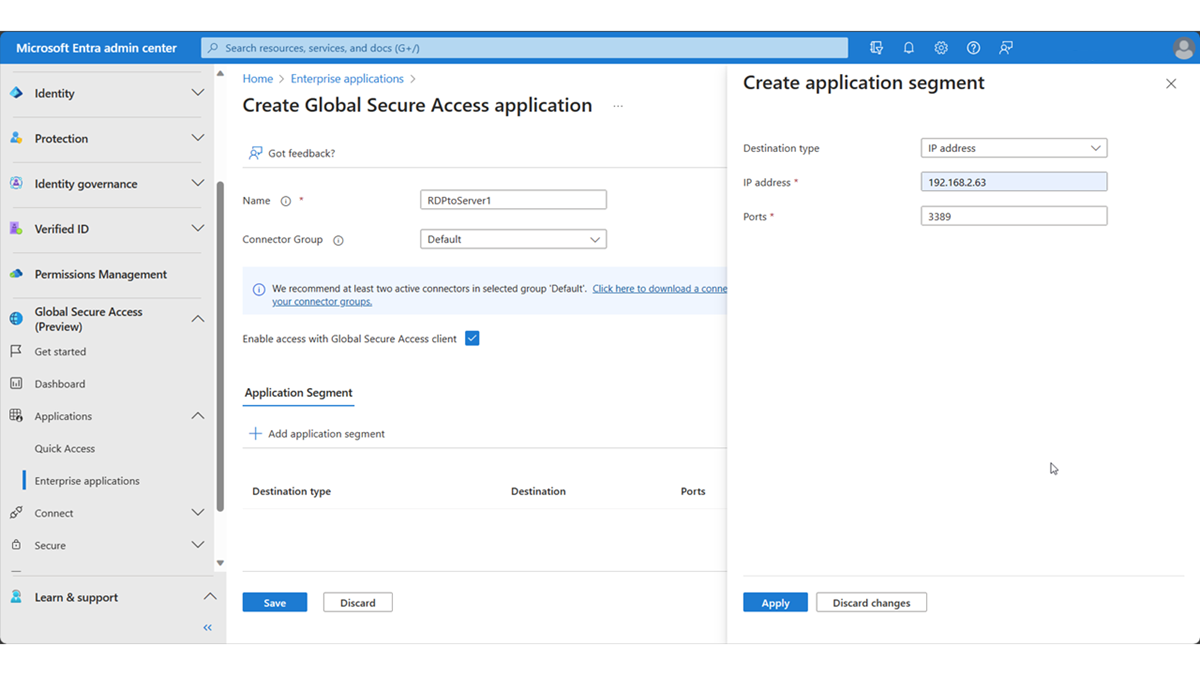 Microsoft Entra admin center
Search resources, services, and docs (G+/)
Identity
Protection
Identity governance
Verified ID
Permissions Management
Global Secure Access
(Preview)
Get started
Dashboard
Applications
Quick Access
Enterprise applications
Connect
Secure
Learn & support
Home > Enterprise applications >
Create Global Secure Access application ...
Got feedback?
Name *
RDPtoServer1
Connector Group
Default
We recommend at least two active connectors in selected group 'Default'. Click here to download a conne
your connector groups.
Enable access with Global Secure Access client
Application Segment
Add application segment
Destination type Destination Ports
Save Discard
Create application segment
Destination type IP address
IP address * 192.168.2.63
Ports * 3389
Apply Discard changes